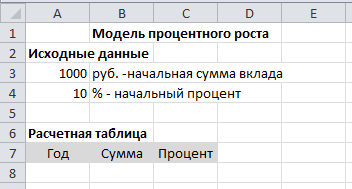 A B C D E
1 Модель процентного роста
2 Исходные данные
3 1000 руб. -начальная сумма вклада
4 10 % - начальный процент
5
6 Расчетная таблица
7 Год Сумма Процент
8